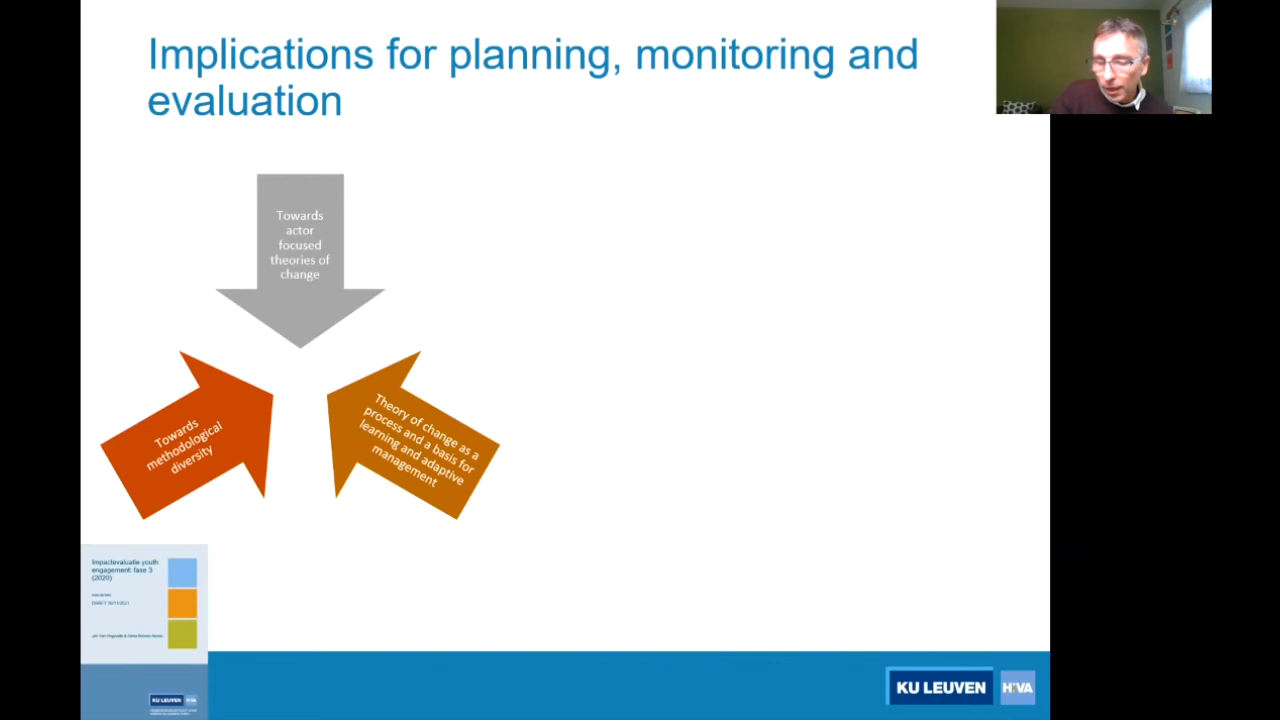 Implications for planning, monitoring and
evaluation
Towards
actor
focused
theories of
change
Towards
methodological
diversity
Theory of change as a
process and a basis for
learning and adaptive
management
Impactevaluatie youth
engagement: fase 3
(2020)
KU LEUVEN
KU LEUVEN HIVA